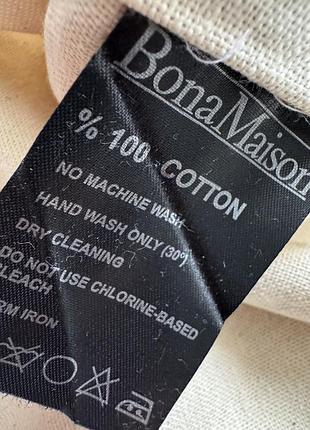 BonaMaison
% 100 COTTON
NO MACHINE WASH
HAND WASH ONLY (30°)
DRY CLEANING
DO NOT USE CHLORINE-BASED
BLEACH
IRON